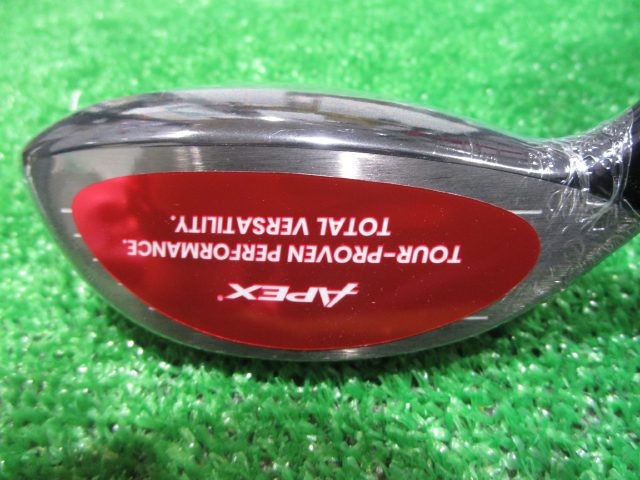 APEX®
TOUR-PROVEN PERFORMANCE.
TOTAL VERSATILITY.